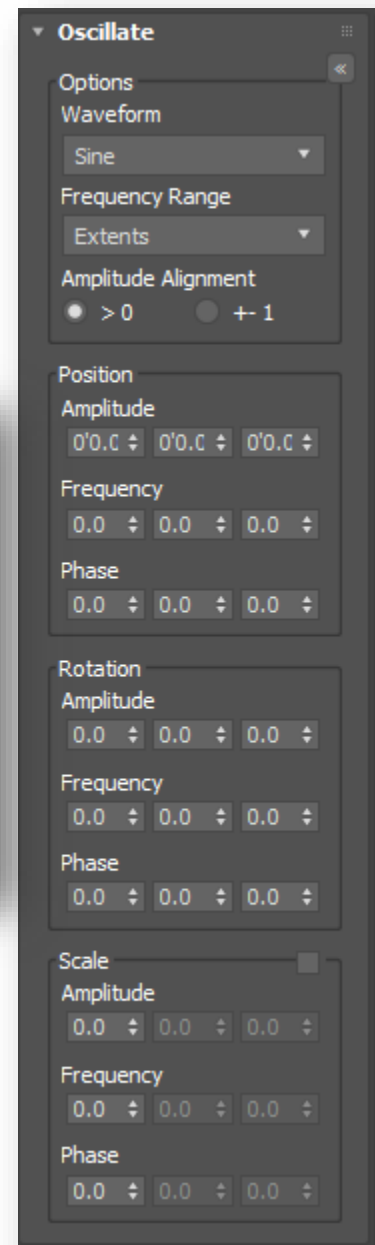 Oscillate
«
Options
Waveform
Sine
Frequency Range
Extents
Amplitude Alignment
> 0 +- 1
Position
Amplitude
0'0.0 0'0.0 0'0.0
Frequency
0.0 0.0 0.0
Phase
0.0 0.0 0.0
Rotation
Amplitude
0.0 0.0 0.0
Frequency
0.0 0.0 0.0
Phase
0.0 0.0 0.0
Scale
Amplitude
0.0 0.0 0.0
Frequency
0.0 0.0 0.0
Phase
0.0 0.0 0.0